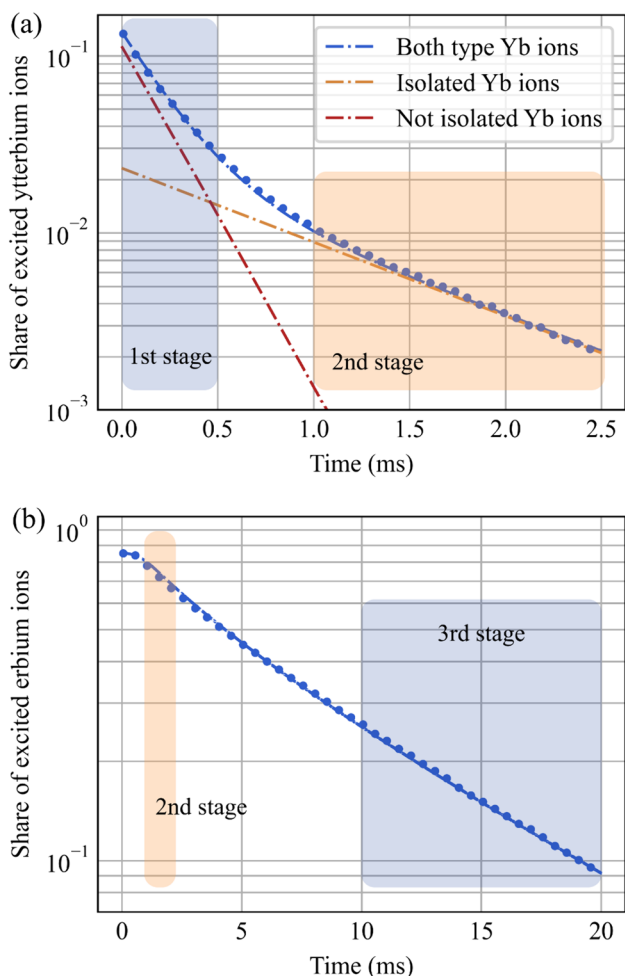 (a)
Share of excited ytterbium ions
10⁻¹
10⁻²
10⁻³
Both type Yb ions
Isolated Yb ions
Not isolated Yb ions
1st stage
2nd stage
0.0 0.5 1.0 1.5 2.0 2.5
Time (ms)
(b)
Share of excited erbium ions
10⁰
10⁻¹
3rd stage
2nd stage
0 5 10 15 20
Time (ms)